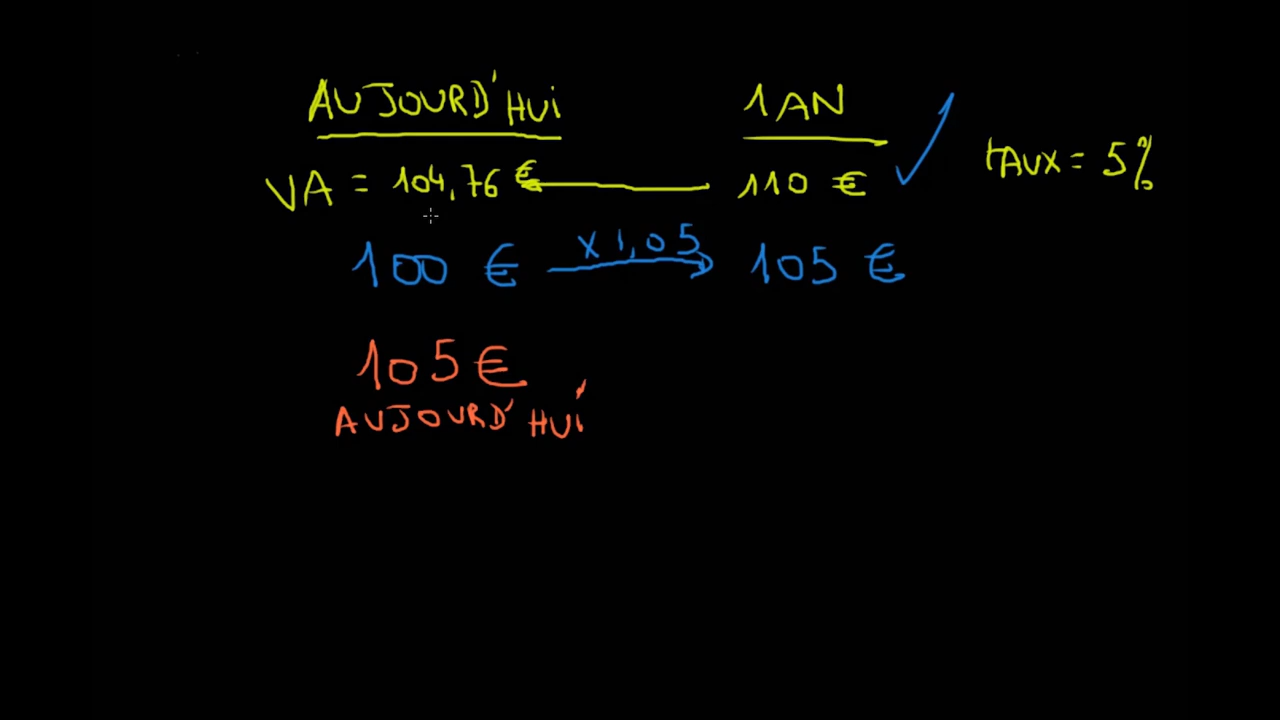 AUJOURD'HUI 1 AN
taux = 5%
VA = 104,76 € 110 €
100 € x1,05 105 €
105 €
AUJOURD'HUI